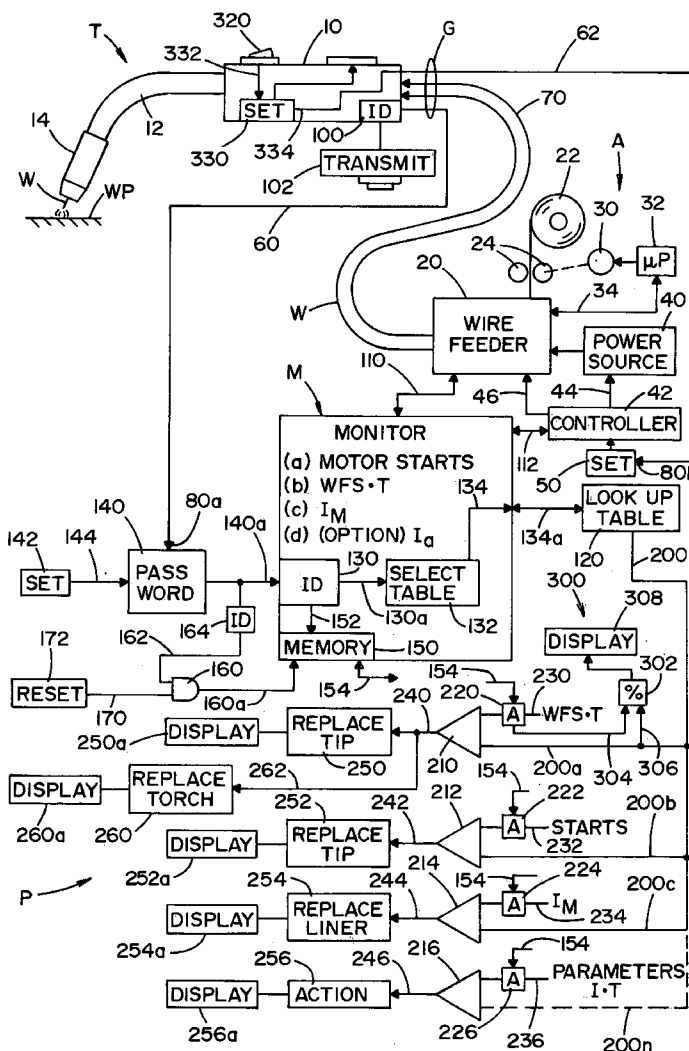 320
10
G
62
T
332
70
SET
ID
14
12
334
100
330
TRANSMIT
102
22
A
W
WP
60
24
30
32
μP
20
34
40
W
WIRE
FEEDER
POWER
SOURCE
110
46
44
42
M
CONTROLLER
MONITOR
112
(a) MOTOR STARTS
(b) WFS•T
(c) IM
(d) (OPTION) Ia
50
SET
80b
134
LOOK UP
TABLE
140
80a
140a
134a
120
200
142
144
SET
PASS
WORD
ID
130
SELECT
TABLE
132
130a
300
308
164
ID
152
162
160
MEMORY
150
DISPLAY
172
RESET
170
160a
154
154
220
230
302
%
A
WFS•T
240
DISPLAY
250a
REPLACE
TIP
250
210
304
306
200a
262
DISPLAY
260a
REPLACE
TORCH
260
212
154
222
200b
A
STARTS
232
242
REPLACE
TIP
P
252a
DISPLAY
252
214
154
224
200c
A
IM
234
244
DISPLAY
254a
REPLACE
LINER
254
216
154
PARAMETERS
I•T
A
256
246
DISPLAY
256a
ACTION
226
236
200n